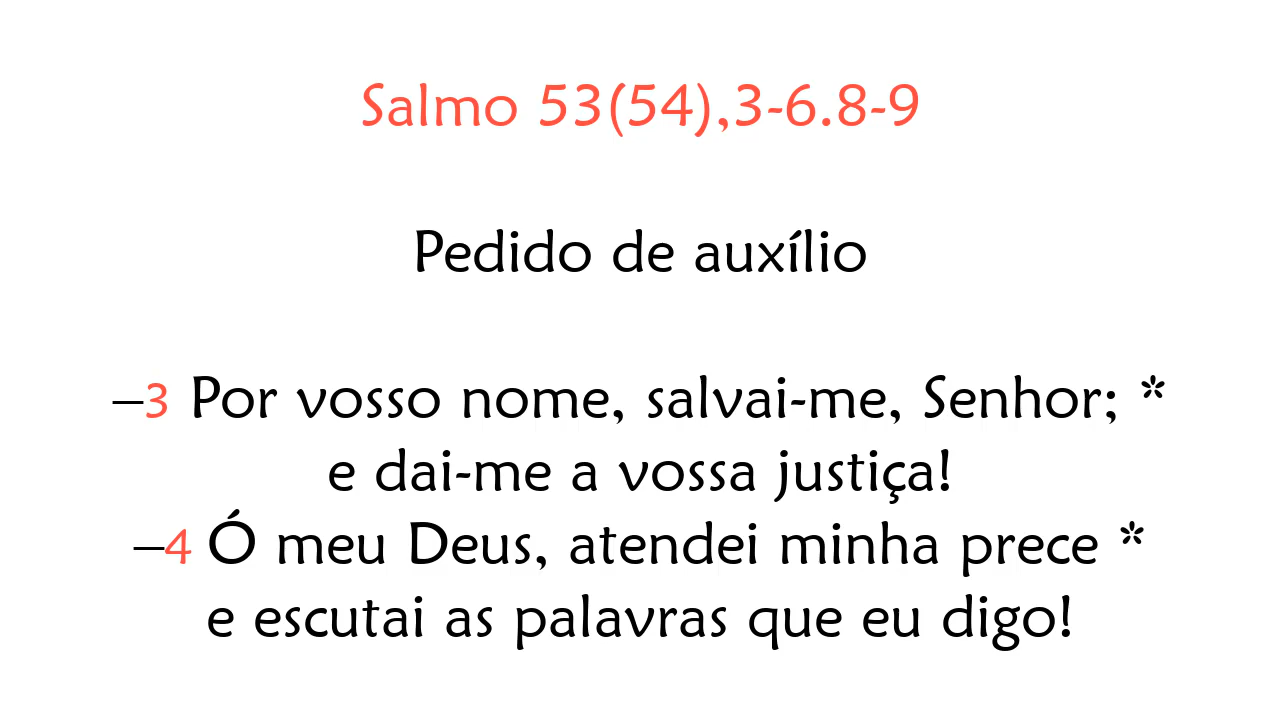 Salmo 53(54),3-6.8-9
Pedido de auxílio
–3 Por vosso nome, salvai-me, Senhor; *
e dai-me a vossa justiça!
–4 Ó meu Deus, atendei minha prece *
e escutai as palavras que eu digo!